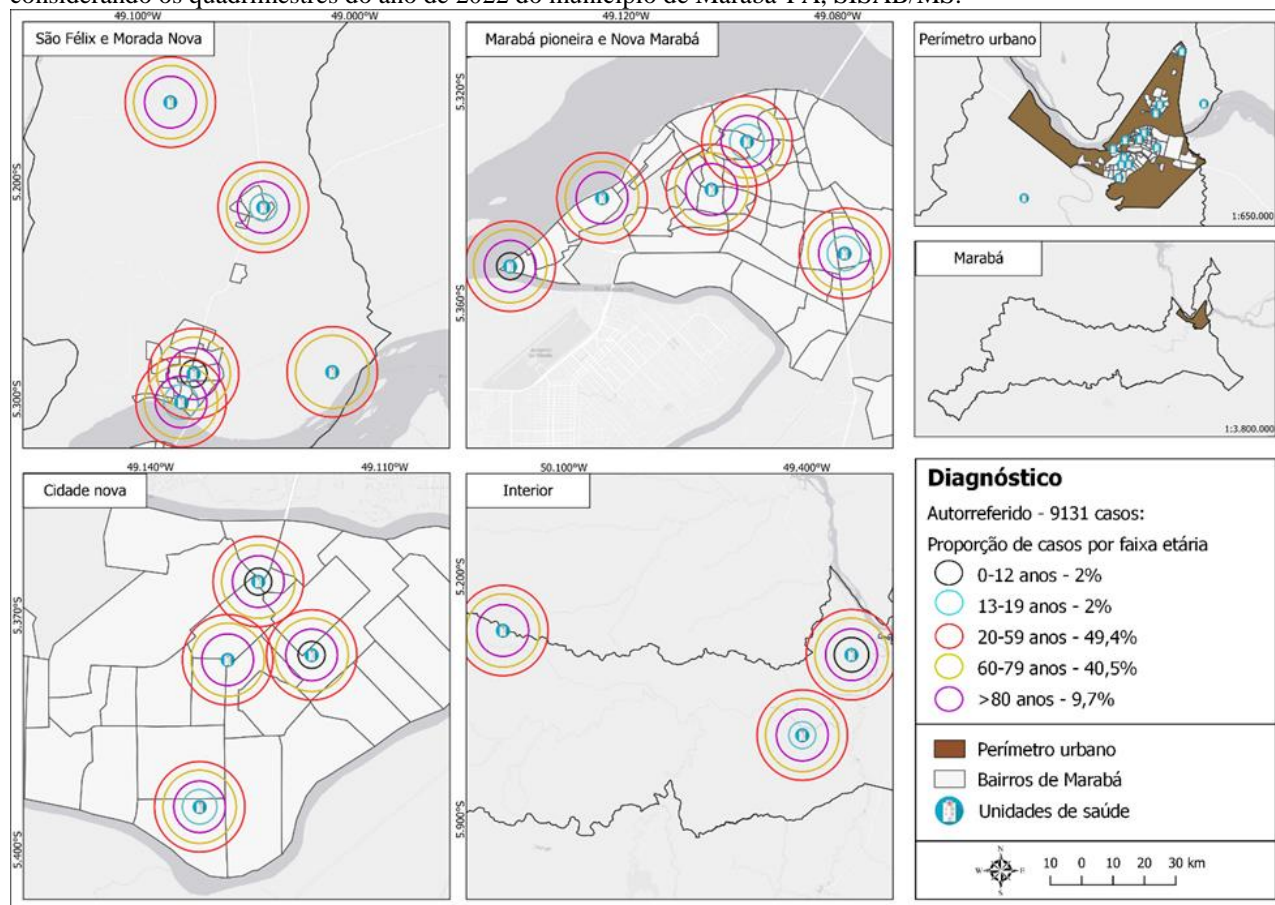 considerando os quadrimestres do ano de 2022 do município de Marabá-PA, SISAB/MS.
49.100°W 49.000°W
49.120°W 49.080°W
São Félix e Morada Nova
Marabá pioneira e Nova Marabá
Perímetro urbano
5.200°S
5.300°S
5.320°S
5.360°S
1:650.000
Marabá
1:3.800.000
49.140°W 49.110°W
50.100°W 49.400°W
Cidade nova
Interior
5.370°S
5.400°S
5.200°S
5.900°S
Diagnóstico
Autorreferido - 9131 casos:
Proporção de casos por faixa etária
0-12 anos - 2%
13-19 anos - 2%
20-59 anos - 49,4%
60-79 anos - 40,5%
>80 anos - 9,7%
Perímetro urbano
Bairros de Marabá
Unidades de saúde
N
W E
S
10 0 10 20 30 km